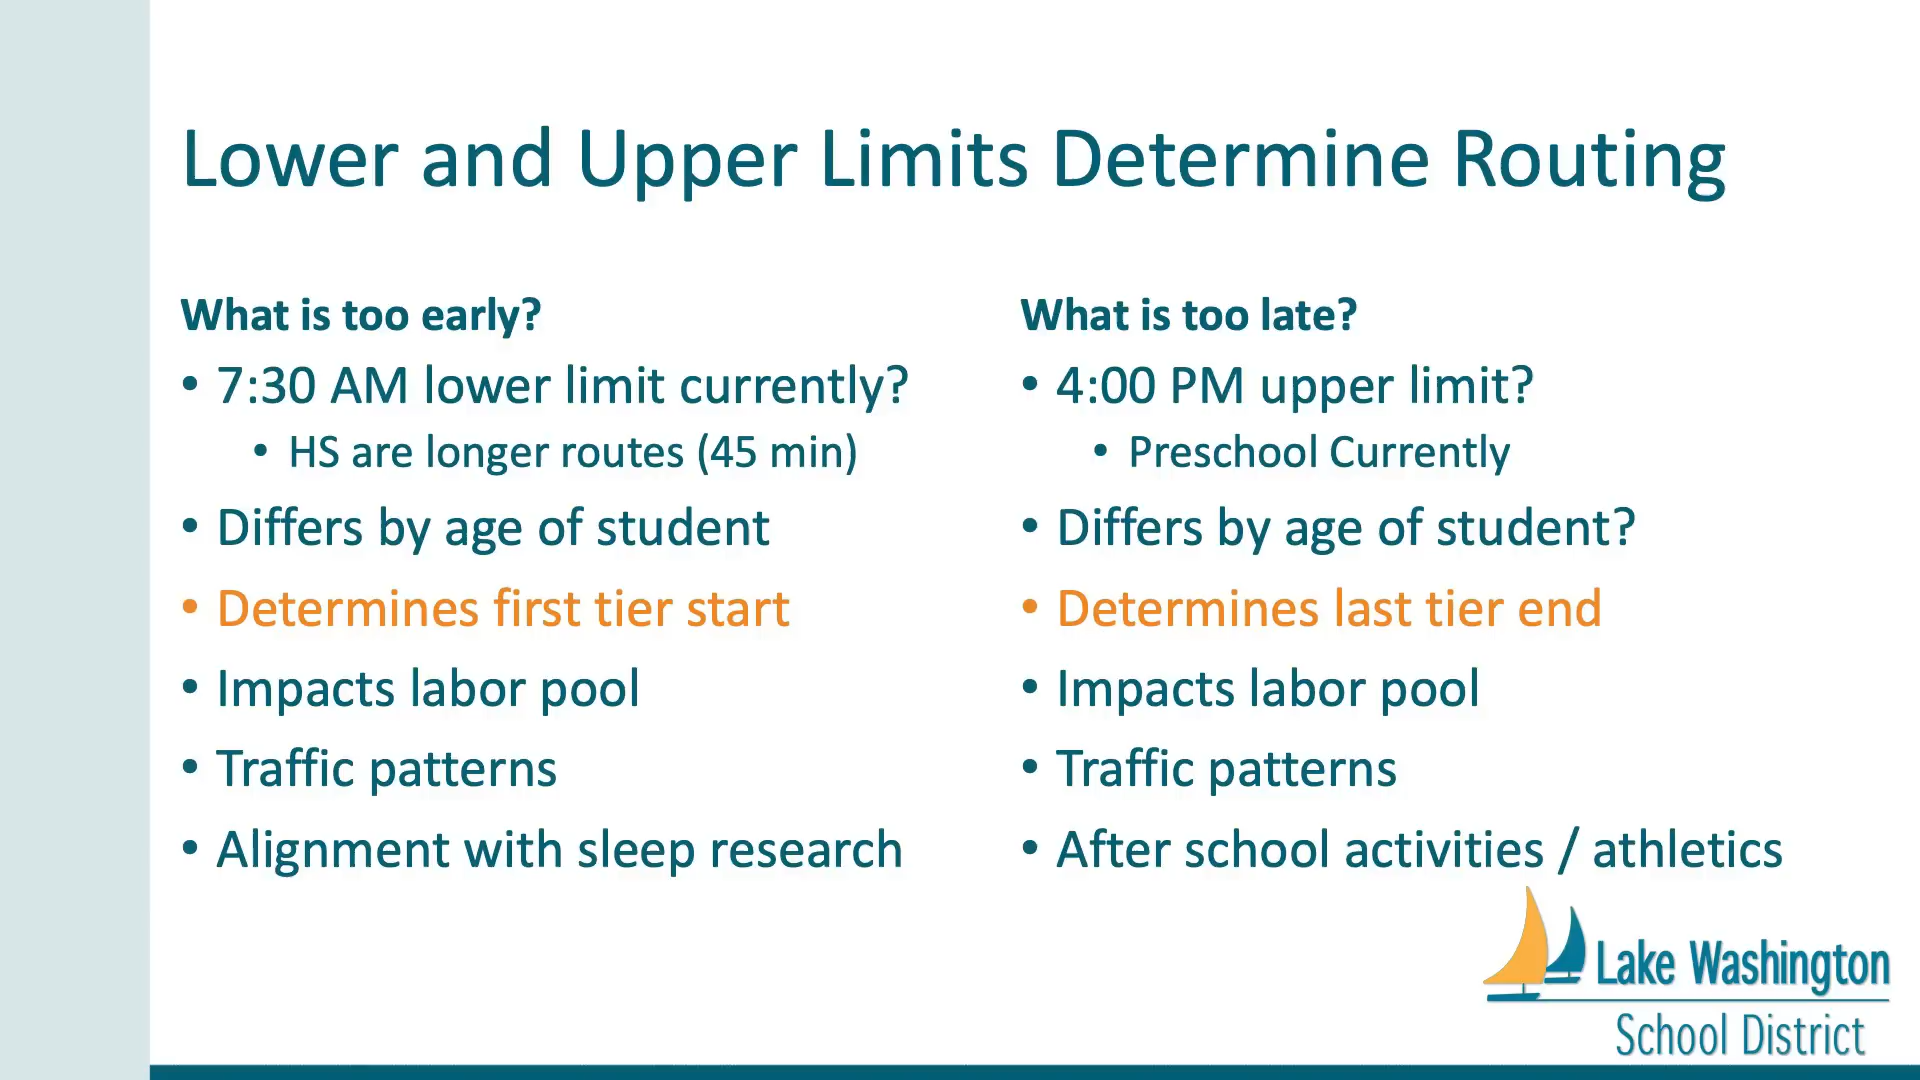 Lower and Upper Limits Determine Routing
What is too early?
• 7:30 AM lower limit currently?
• HS are longer routes (45 min)
• Differs by age of student
• Determines first tier start
• Impacts labor pool
• Traffic patterns
• Alignment with sleep research
What is too late?
• 4:00 PM upper limit?
• Preschool Currently
• Differs by age of student?
• Determines last tier end
• Impacts labor pool
• Traffic patterns
• After school activities / athletics
Lake Washington
School District